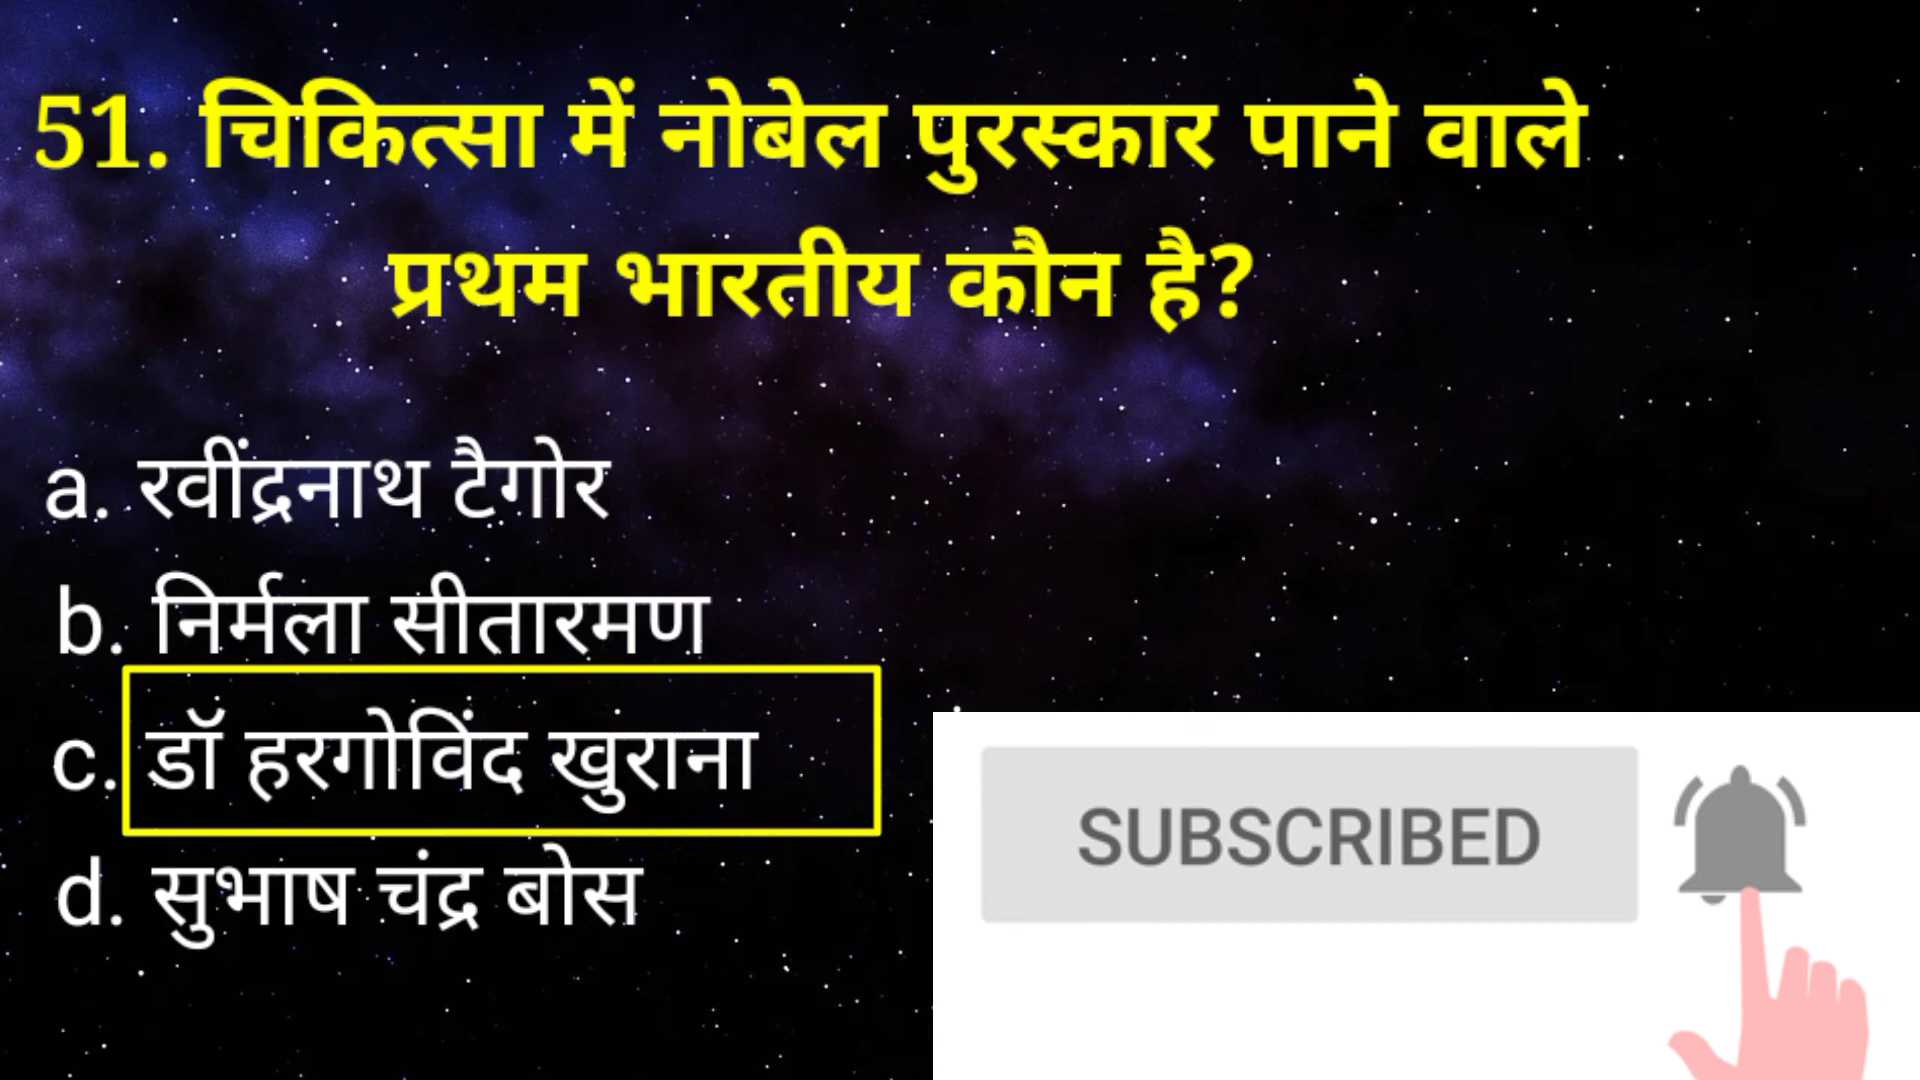 51. चिकित्सा में नोबेल पुरस्कार पाने वाले
प्रथम भारतीय कौन है?
a. रवींद्रनाथ टैगोर
b. निर्मला सीतारमण
c. डॉ हरगोविंद खुराना
d. सुभाष चंद्र बोस
SUBSCRIBED